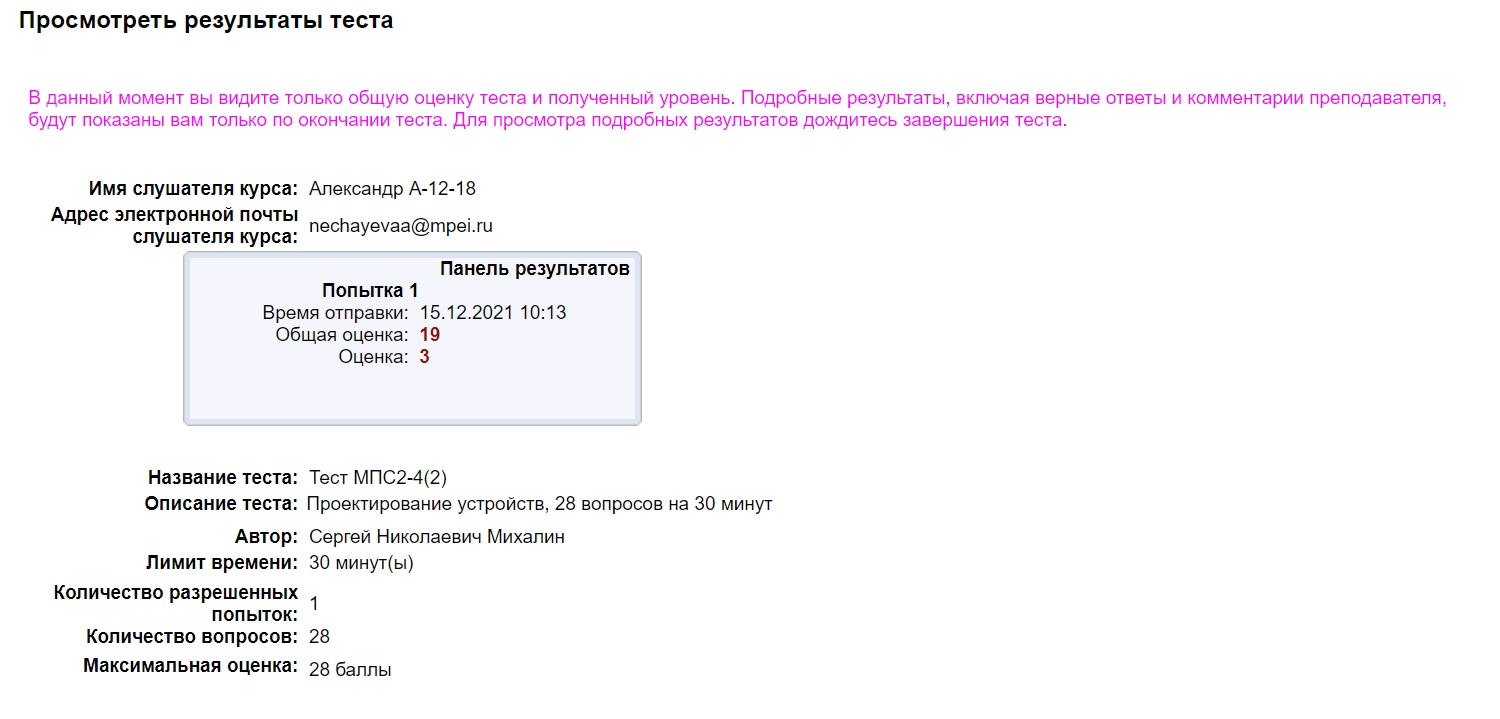 Просмотреть результаты теста
В данный момент вы видите только общую оценку теста и полученный уровень. Подробные результаты, включая верные ответы и комментарии преподавателя,
будут показаны вам только по окончании теста. Для просмотра подробных результатов дождитесь завершения теста.
Имя слушателя курса: Александр А-12-18
Адрес электронной почты
слушателя курса: nechayevaa@mpei.ru
Панель результатов
Попытка 1
Время отправки: 15.12.2021 10:13
Общая оценка: 19
Оценка: 3
Название теста: Тест МПС2-4(2)
Описание теста: Проектирование устройств, 28 вопросов на 30 минут
Автор: Сергей Николаевич Михалин
Лимит времени: 30 минут(ы)
Количество разрешенных
попыток: 1
Количество вопросов: 28
Максимальная оценка: 28 баллы